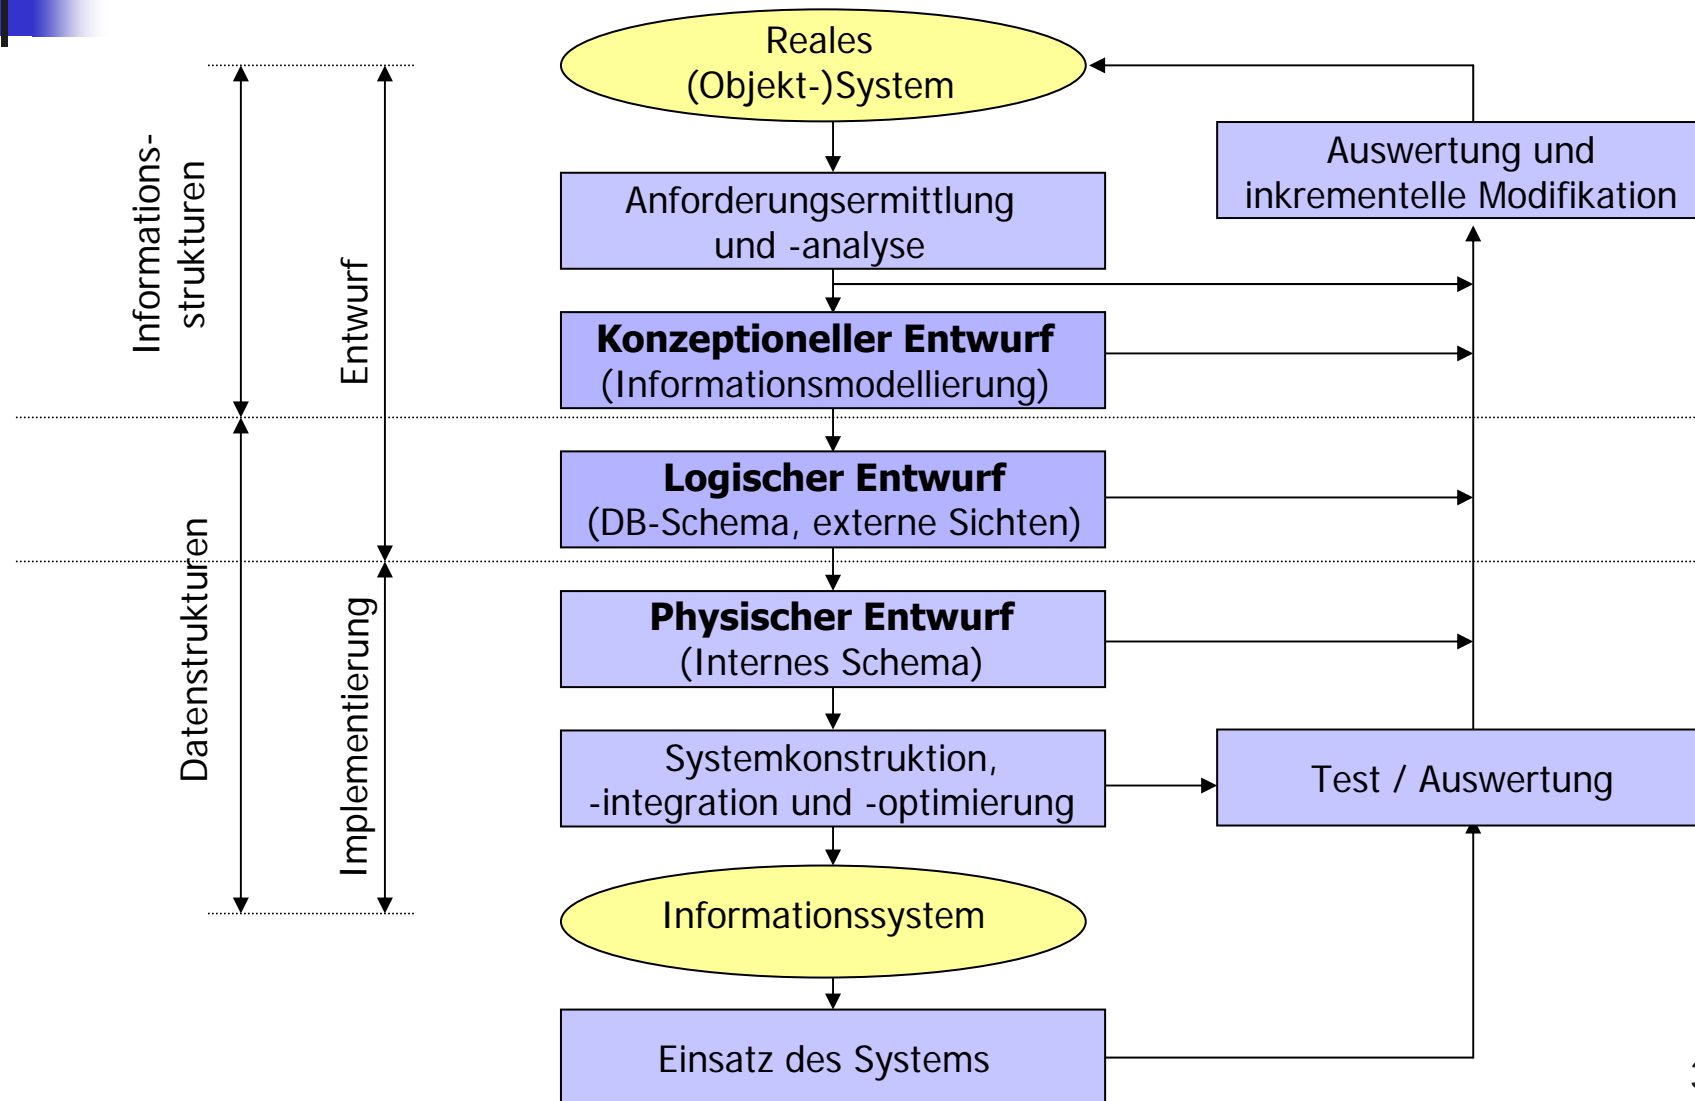 Reales
(Objekt-)System
Auswertung und
inkrementelle Modifikation
Informations-
strukturen
Entwurf
Anforderungsermittlung
und -analyse
Konzeptioneller Entwurf
(Informationsmodellierung)
Logischer Entwurf
(DB-Schema, externe Sichten)
Datenstrukturen
Implementierung
Physischer Entwurf
(Internes Schema)
Systemkonstruktion,
-integration und -optimierung
Test / Auswertung
Informationssystem
Einsatz des Systems